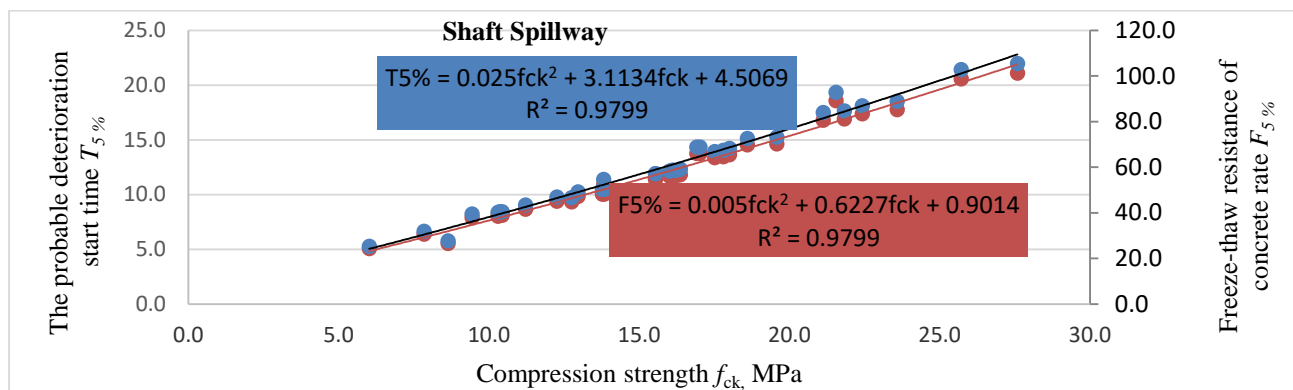 Shaft Spillway
The probable deterioration
start time T5 %
25.0
20.0
15.0
10.0
5.0
0.0
T5% = 0.025fck² + 3.1134fck + 4.5069
R² = 0.9799
F5% = 0.005fck² + 0.6227fck + 0.9014
R² = 0.9799
120.0
100.0
80.0
60.0
40.0
20.0
0.0
Freeze-thaw resistance of
concrete rate F5 %
0.0 5.0 10.0 15.0 20.0 25.0 30.0
Compression strength fck, MPa